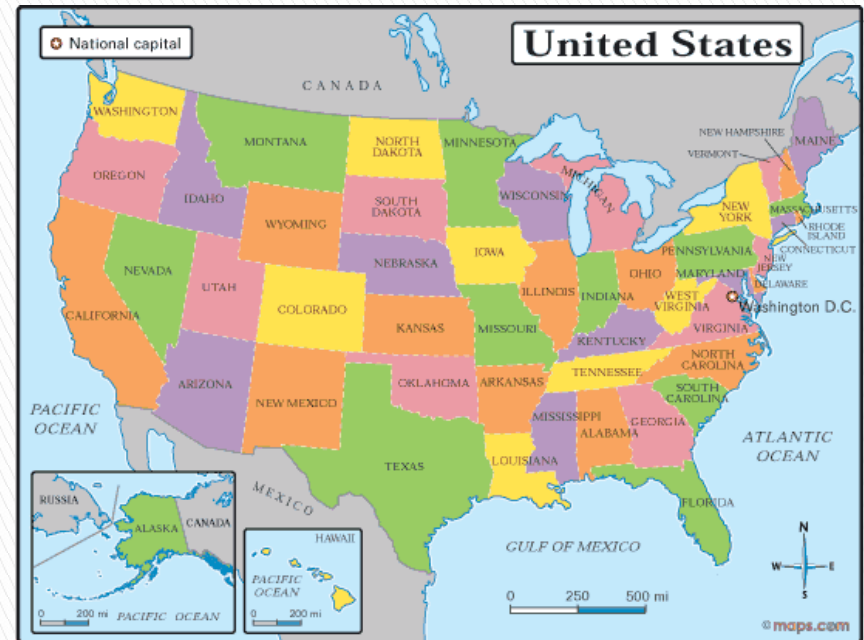 National capital
United States
CANADA
WASHINGTON
MONTANA
NORTH
DAKOTA
MINNESOTA
OREGON
IDAHO
WYOMING
SOUTH
DAKOTA
WISCONSIN
MICHIGAN
NEW HAMPSHIRE
VERMONT
MAINE
NEW
YORK
MASSACHUSETTS
RHODE
ISLAND
CONNECTICUT
NEVADA
UTAH
COLORADO
NEBRASKA
IOWA
ILLINOIS
INDIANA
OHIO
PENNSYLVANIA
NEW
JERSEY
MARYLAND
DELAWARE
WEST
VIRGINIA
Washington D.C.
VIRGINIA
CALIFORNIA
KANSAS
MISSOURI
KENTUCKY
ARIZONA
NEW MEXICO
OKLAHOMA
ARKANSAS
TENNESSEE
NORTH
CAROLINA
SOUTH
CAROLINA
TEXAS
LOUISIANA
MISSISSIPPI
ALABAMA
GEORGIA
FLORIDA
PACIFIC
OCEAN
ATLANTIC
OCEAN
MEXICO
GULF OF MEXICO
RUSSIA
ALASKA
CANADA
0 200 mi
PACIFIC OCEAN
HAWAII
PACIFIC
OCEAN
0 200 mi
0 250 500 mi
N
W E
S
©maps.com